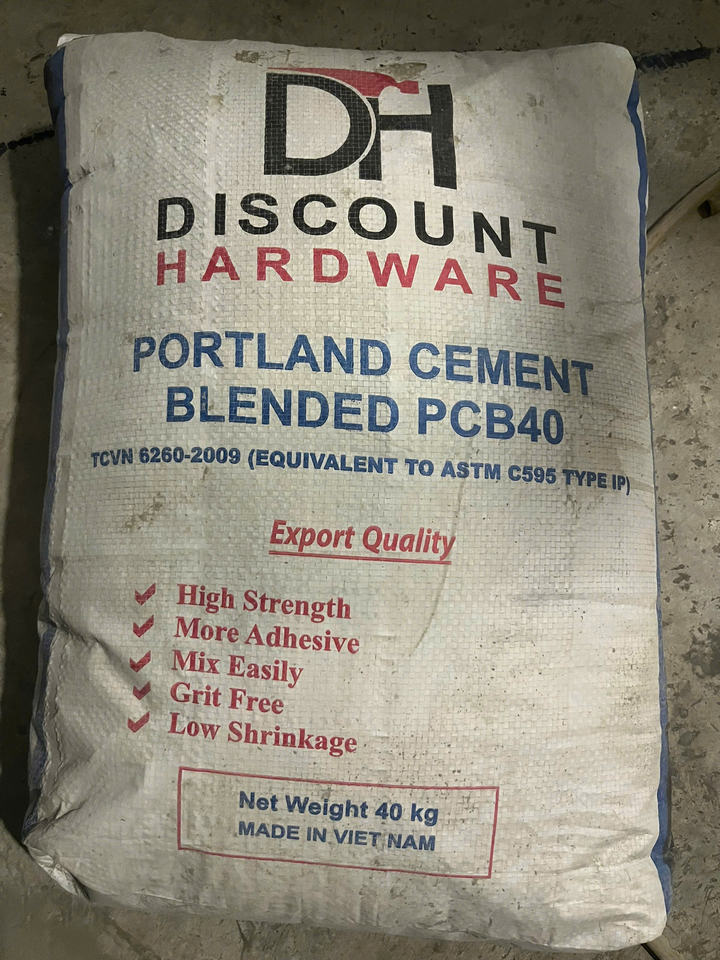 DH
DISCOUNT
HARDWARE
PORTLAND CEMENT
BLENDED PCB40
TCVN 6260-2009 (EQUIVALENT TO ASTM C595 TYPE IP)
Export Quality
High Strength
More Adhesive
Mix Easily
Grit Free
Low Shrinkage
Net Weight 40 kg
MADE IN VIET NAM